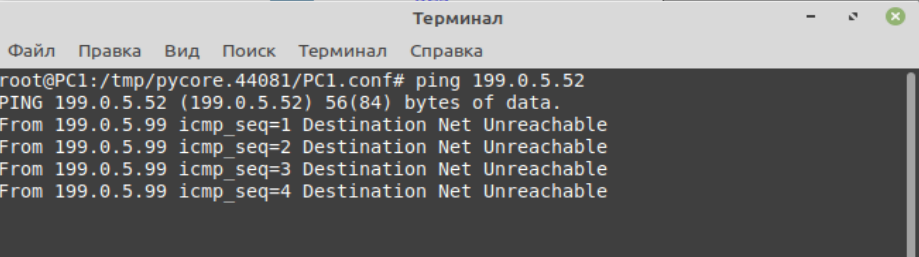 Терминал
Файл Правка Вид Поиск Терминал Справка
root@PC1:/tmp/pycore.44081/PC1.conf# ping 199.0.5.52
PING 199.0.5.52 (199.0.5.52) 56(84) bytes of data.
From 199.0.5.99 icmp_seq=1 Destination Net Unreachable
From 199.0.5.99 icmp_seq=2 Destination Net Unreachable
From 199.0.5.99 icmp_seq=3 Destination Net Unreachable
From 199.0.5.99 icmp_seq=4 Destination Net Unreachable